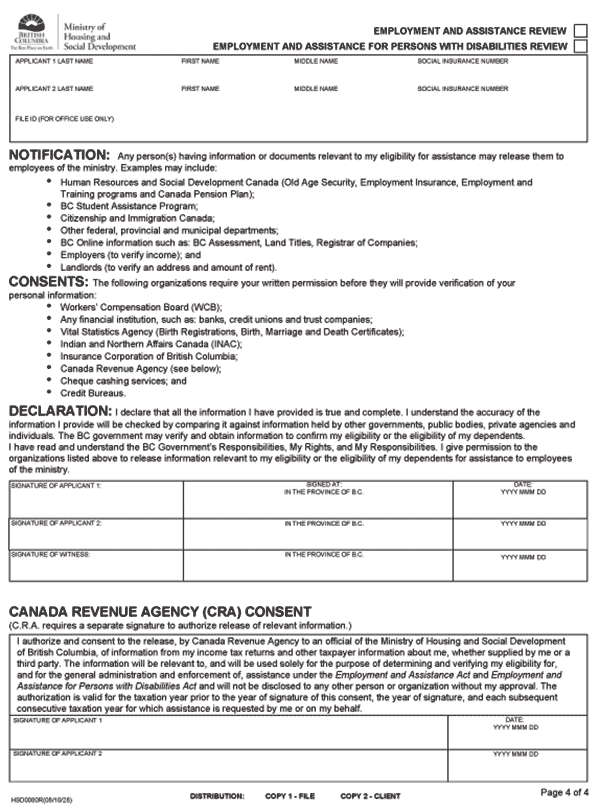 BRITISH
COLUMBIA
The Best Place on Earth
Ministry of
Housing and
Social Development
EMPLOYMENT AND ASSISTANCE REVIEW
EMPLOYMENT AND ASSISTANCE FOR PERSONS WITH DISABILITIES REVIEW
APPLICANT 1 LAST NAME FIRST NAME MIDDLE NAME SOCIAL INSURANCE NUMBER
APPLICANT 2 LAST NAME FIRST NAME MIDDLE NAME SOCIAL INSURANCE NUMBER
FILE ID (FOR OFFICE USE ONLY)
NOTIFICATION: Any person(s) having information or documents relevant to my eligibility for assistance may release them to
employees of the ministry. Examples may include:
• Human Resources and Social Development Canada (Old Age Security, Employment Insurance, Employment and
Training programs and Canada Pension Plan);
• BC Student Assistance Program;
• Citizenship and Immigration Canada;
• Other federal, provincial and municipal departments;
• BC Online information such as: BC Assessment, Land Titles, Registrar of Companies;
• Employers (to verify income); and
• Landlords (to verify an address and amount of rent).
CONSENTS: The following organizations require your written permission before they will provide verification of your
personal information:
• Workers' Compensation Board (WCB);
• Any financial institution, such as: banks, credit unions and trust companies;
• Vital Statistics Agency (Birth Registrations, Birth, Marriage and Death Certificates);
• Indian and Northern Affairs Canada (INAC);
• Insurance Corporation of British Columbia;
• Canada Revenue Agency (see below);
• Cheque cashing services; and
• Credit Bureaus.
DECLARATION: I declare that all the information I have provided is true and complete. I understand the accuracy of the
information I provide will be checked by comparing it against information held by other governments, public bodies, private agencies and
individuals. The BC government may verify and obtain information to confirm my eligibility or the eligibility of my dependents.
I have read and understand the BC Government's Responsibilities, My Rights, and My Responsibilities. I give permission to the
organizations listed above to release information relevant to my eligibility or the eligibility of my dependents for assistance to employees
of the ministry.
SIGNATURE OF APPLICANT 1: SIGNED AT: DATE:
IN THE PROVINCE OF B.C. YYYY MMM DD
SIGNATURE OF APPLICANT 2: IN THE PROVINCE OF B.C. YYYY MMM DD
SIGNATURE OF WITNESS: IN THE PROVINCE OF B.C. YYYY MMM DD
CANADA REVENUE AGENCY (CRA) CONSENT
(C.R.A. requires a separate signature to authorize release of relevant information.)
I authorize and consent to the release, by Canada Revenue Agency to an official of the Ministry of Housing and Social Development
of British Columbia, of information from my income tax returns and other taxpayer information about me, whether supplied by me or a
third party. The information will be relevant to, and will be used solely for the purpose of determining and verifying my eligibility for,
and for the general administration and enforcement of, assistance under the Employment and Assistance Act and Employment and
Assistance for Persons with Disabilities Act and will not be disclosed to any other person or organization without my approval. The
authorization is valid for the taxation year prior to the year of signature of this consent, the year of signature, and each subsequent
consecutive taxation year for which assistance is requested by me or on my behalf.
SIGNATURE OF APPLICANT 1 DATE:
YYYY MMM DD
SIGNATURE OF APPLICANT 2 YYYY MMM DD
HSD0080R(08/10/28) DISTRIBUTION: COPY 1 - FILE COPY 2 - CLIENT Page 4 of 4